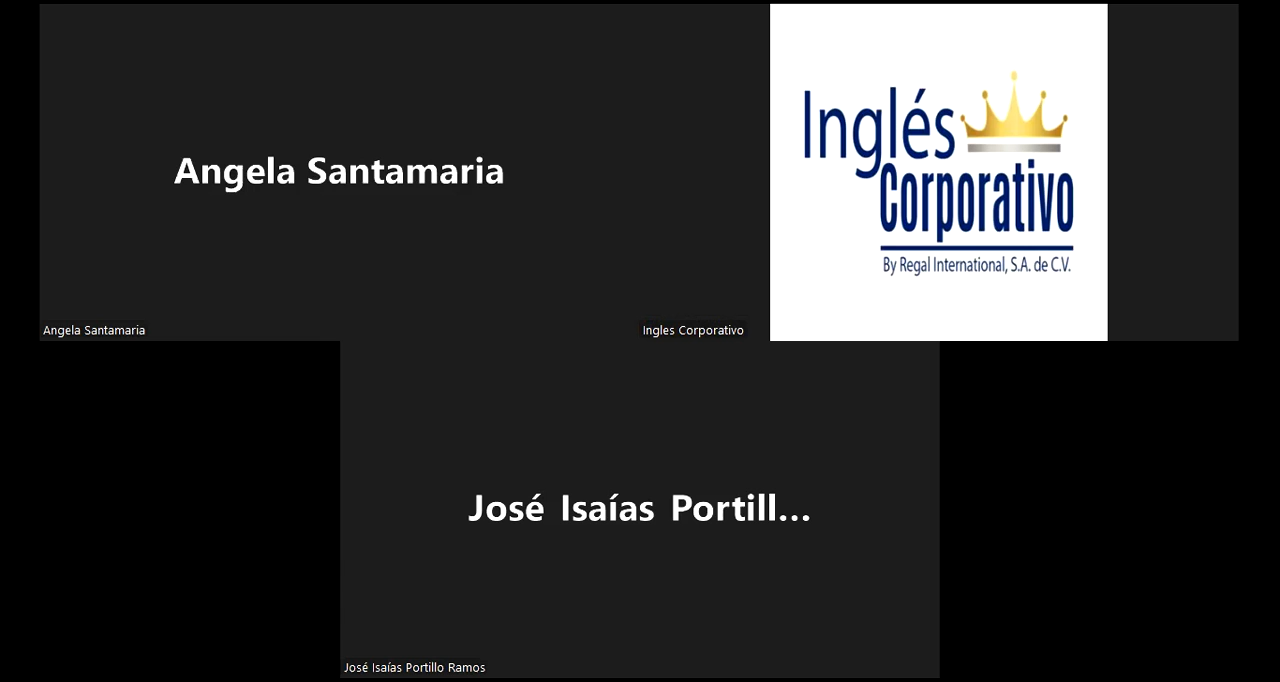 Angela Santamaria
Inglés
Corporativo
By Regal International, S.A. de C.V.
Angela Santamaria
Ingles Corporativo
José Isaías Portill...
José Isaías Portillo Ramos